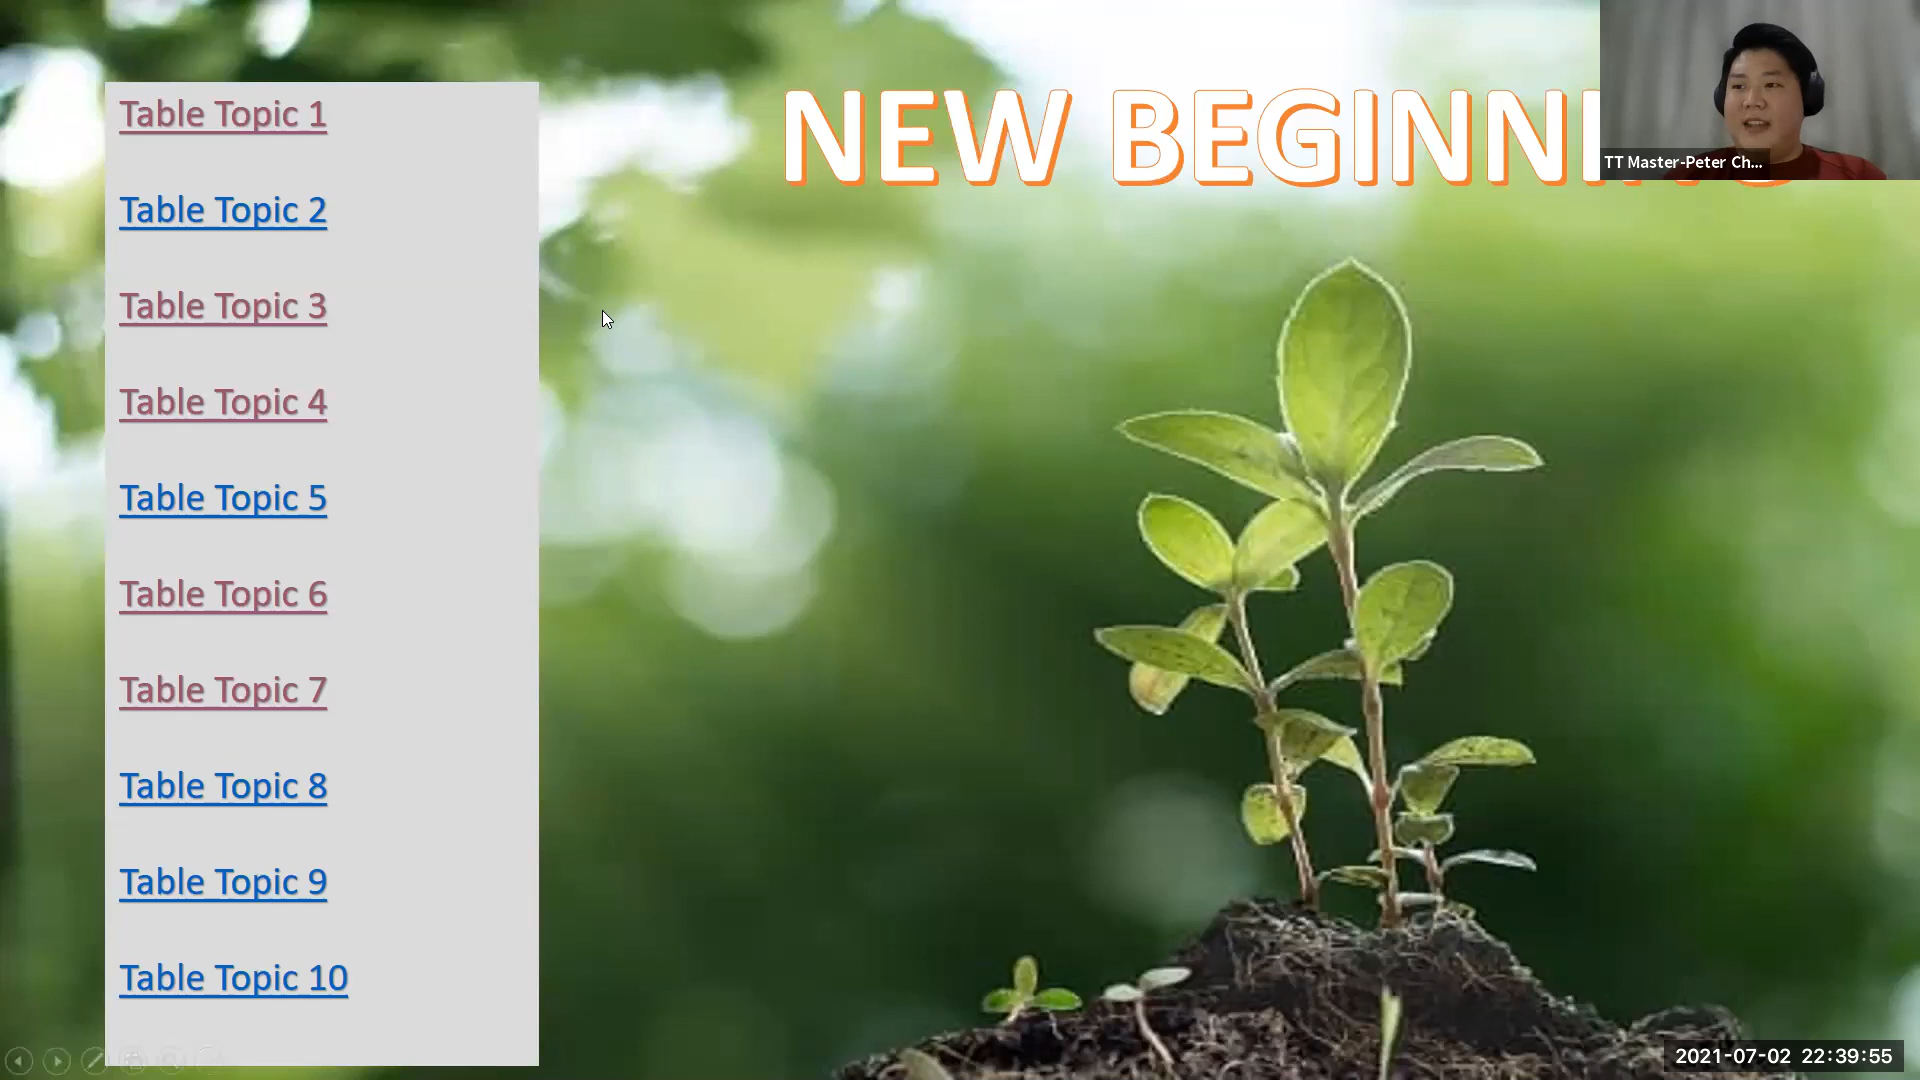 NEW BEGINNI
TT Master-Peter Ch...
Table Topic 1
Table Topic 2
Table Topic 3
Table Topic 4
Table Topic 5
Table Topic 6
Table Topic 7
Table Topic 8
Table Topic 9
Table Topic 10
2021-07-02 22:39:55